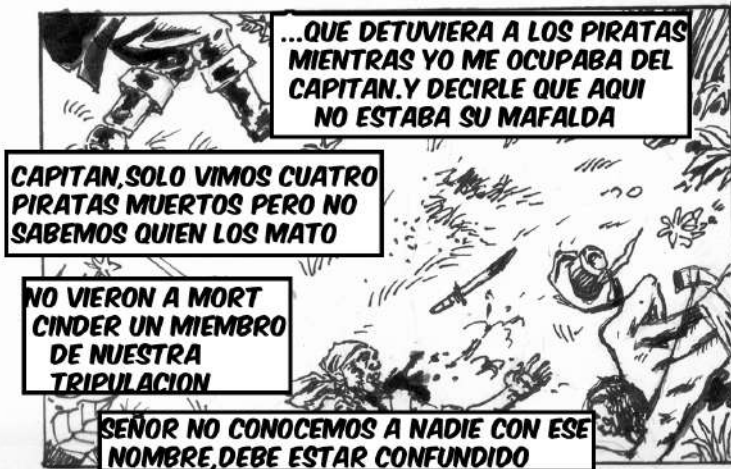 ...QUE DETUVIERA A LOS PIRATAS
MIENTRAS YO ME OCUPABA DEL
CAPITAN.Y DECIRLE QUE AQUI
NO ESTABA SU MAFALDA
CAPITAN,SOLO VIMOS CUATRO
PIRATAS MUERTOS PERO NO
SABEMOS QUIEN LOS MATO
NO VIERON A MORT
CINDER UN MIEMBRO
DE NUESTRA
TRIPULACION
SEÑOR NO CONOCEMOS A NADIE CON ESE
NOMBRE,DEBE ESTAR CONFUNDIDO